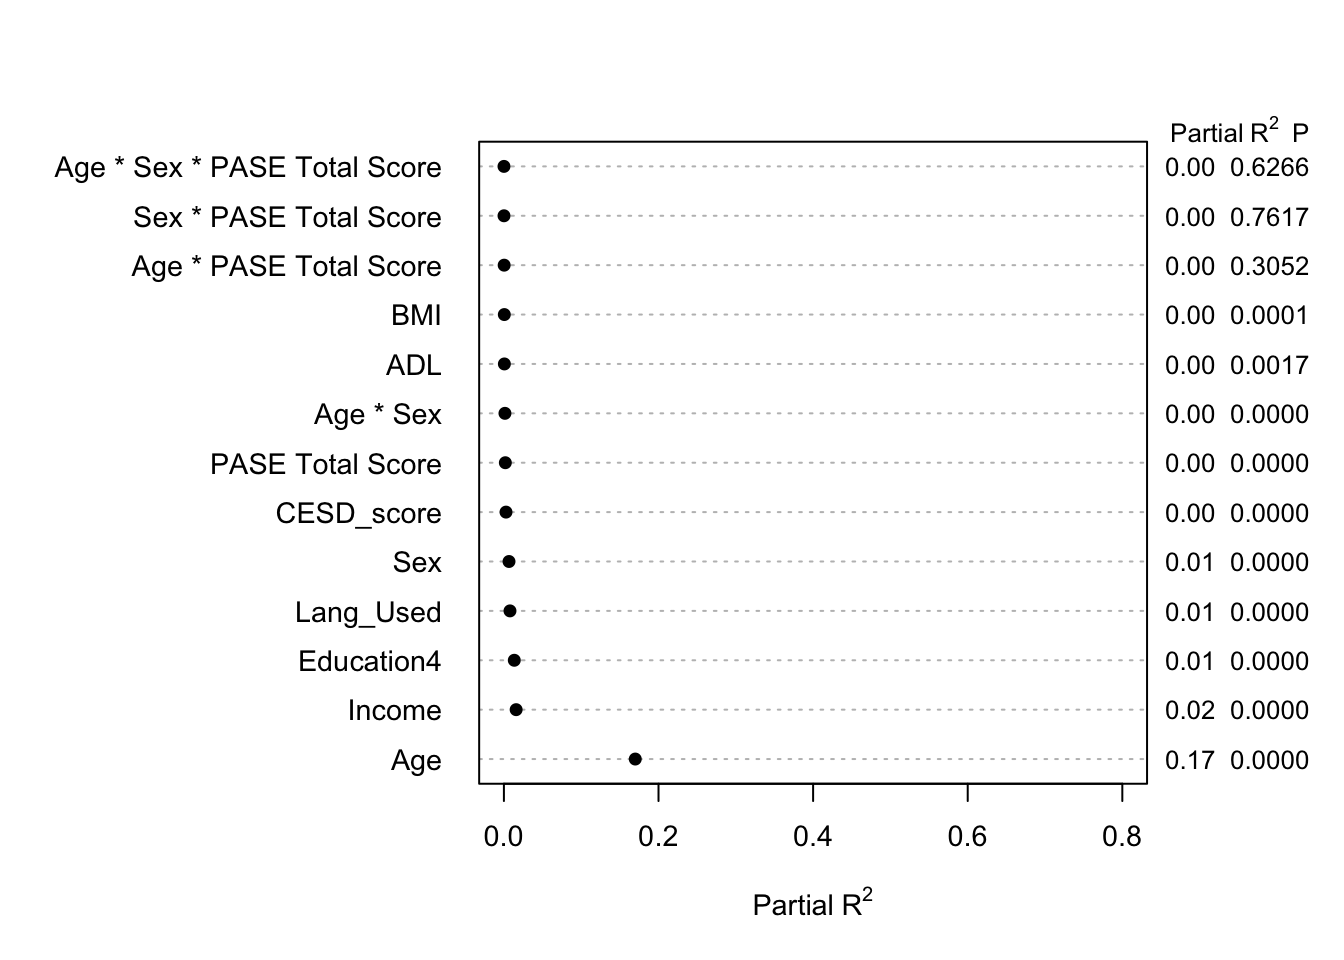 Partial R² P
Age * Sex * PASE Total Score 0.00 0.6266
Sex * PASE Total Score 0.00 0.7617
Age * PASE Total Score 0.00 0.3052
BMI 0.00 0.0001
ADL 0.00 0.0017
Age * Sex 0.00 0.0000
PASE Total Score 0.00 0.0000
CESD_score 0.00 0.0000
Sex 0.01 0.0000
Lang_Used 0.01 0.0000
Education4 0.01 0.0000
Income 0.02 0.0000
Age 0.17 0.0000
0.0 0.2 0.4 0.6 0.8
Partial R²